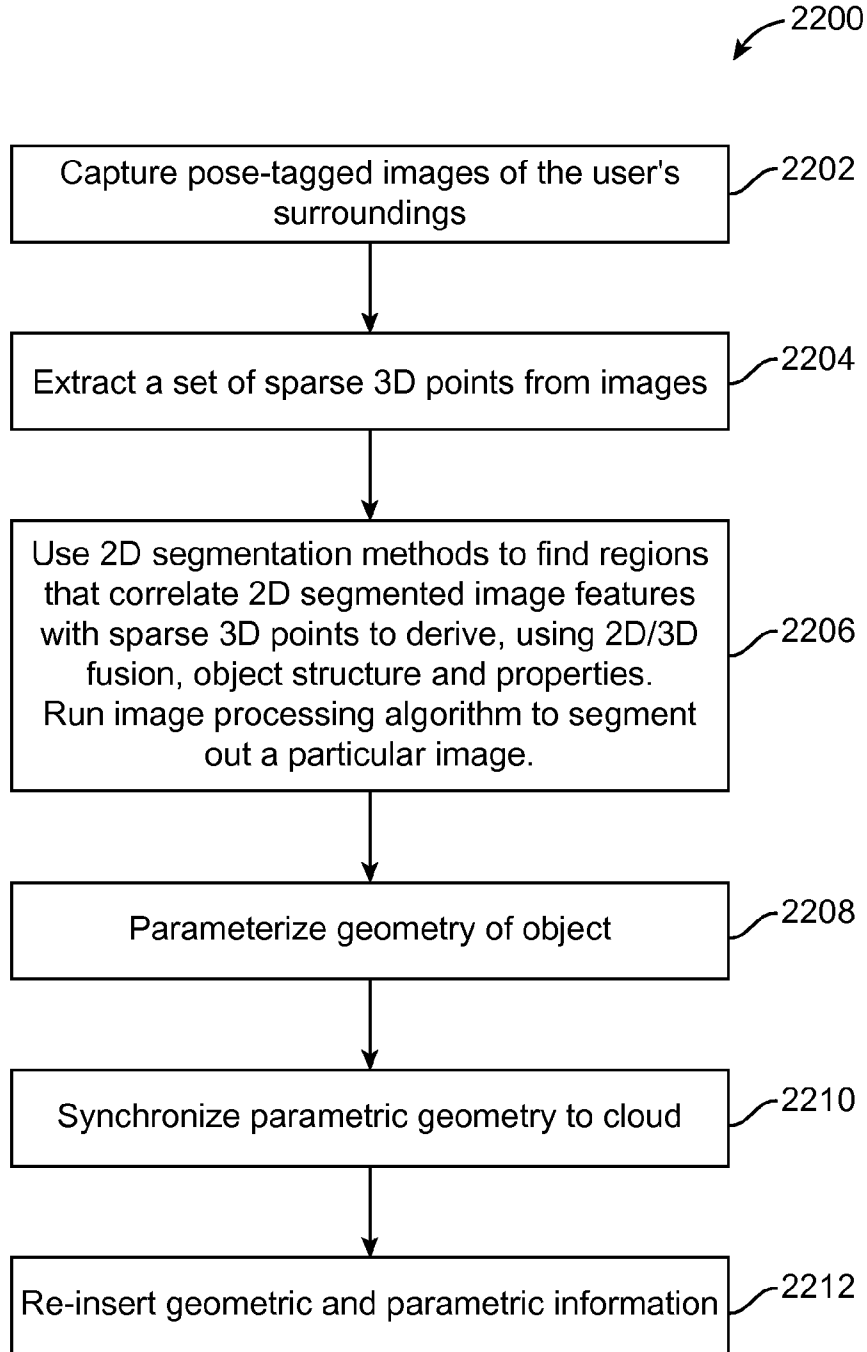 2200
Capture pose-tagged images of the user's
surroundings
2202
Extract a set of sparse 3D points from images
2204
Use 2D segmentation methods to find regions
that correlate 2D segmented image features
with sparse 3D points to derive, using 2D/3D
fusion, object structure and properties.
Run image processing algorithm to segment
out a particular image.
2206
Parameterize geometry of object
2208
Synchronize parametric geometry to cloud
2210
Re-insert geometric and parametric information
2212